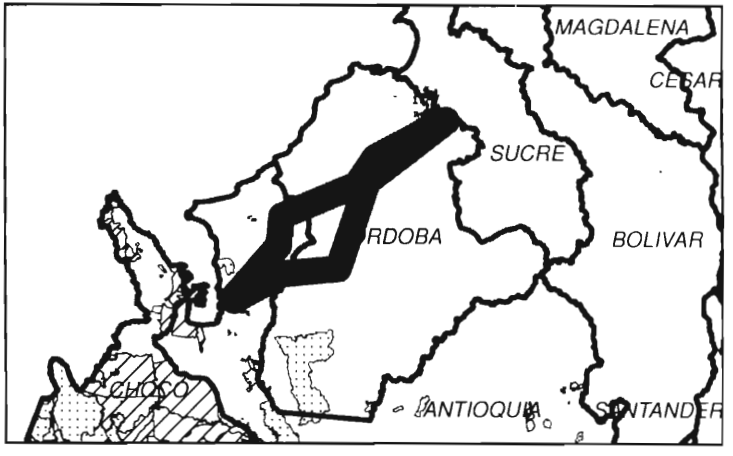 MAGDALENA
CESAR
SUCRE
RDOBA
BOLIVAR
CHOCO
ANTIOQUIA
SANTANDER